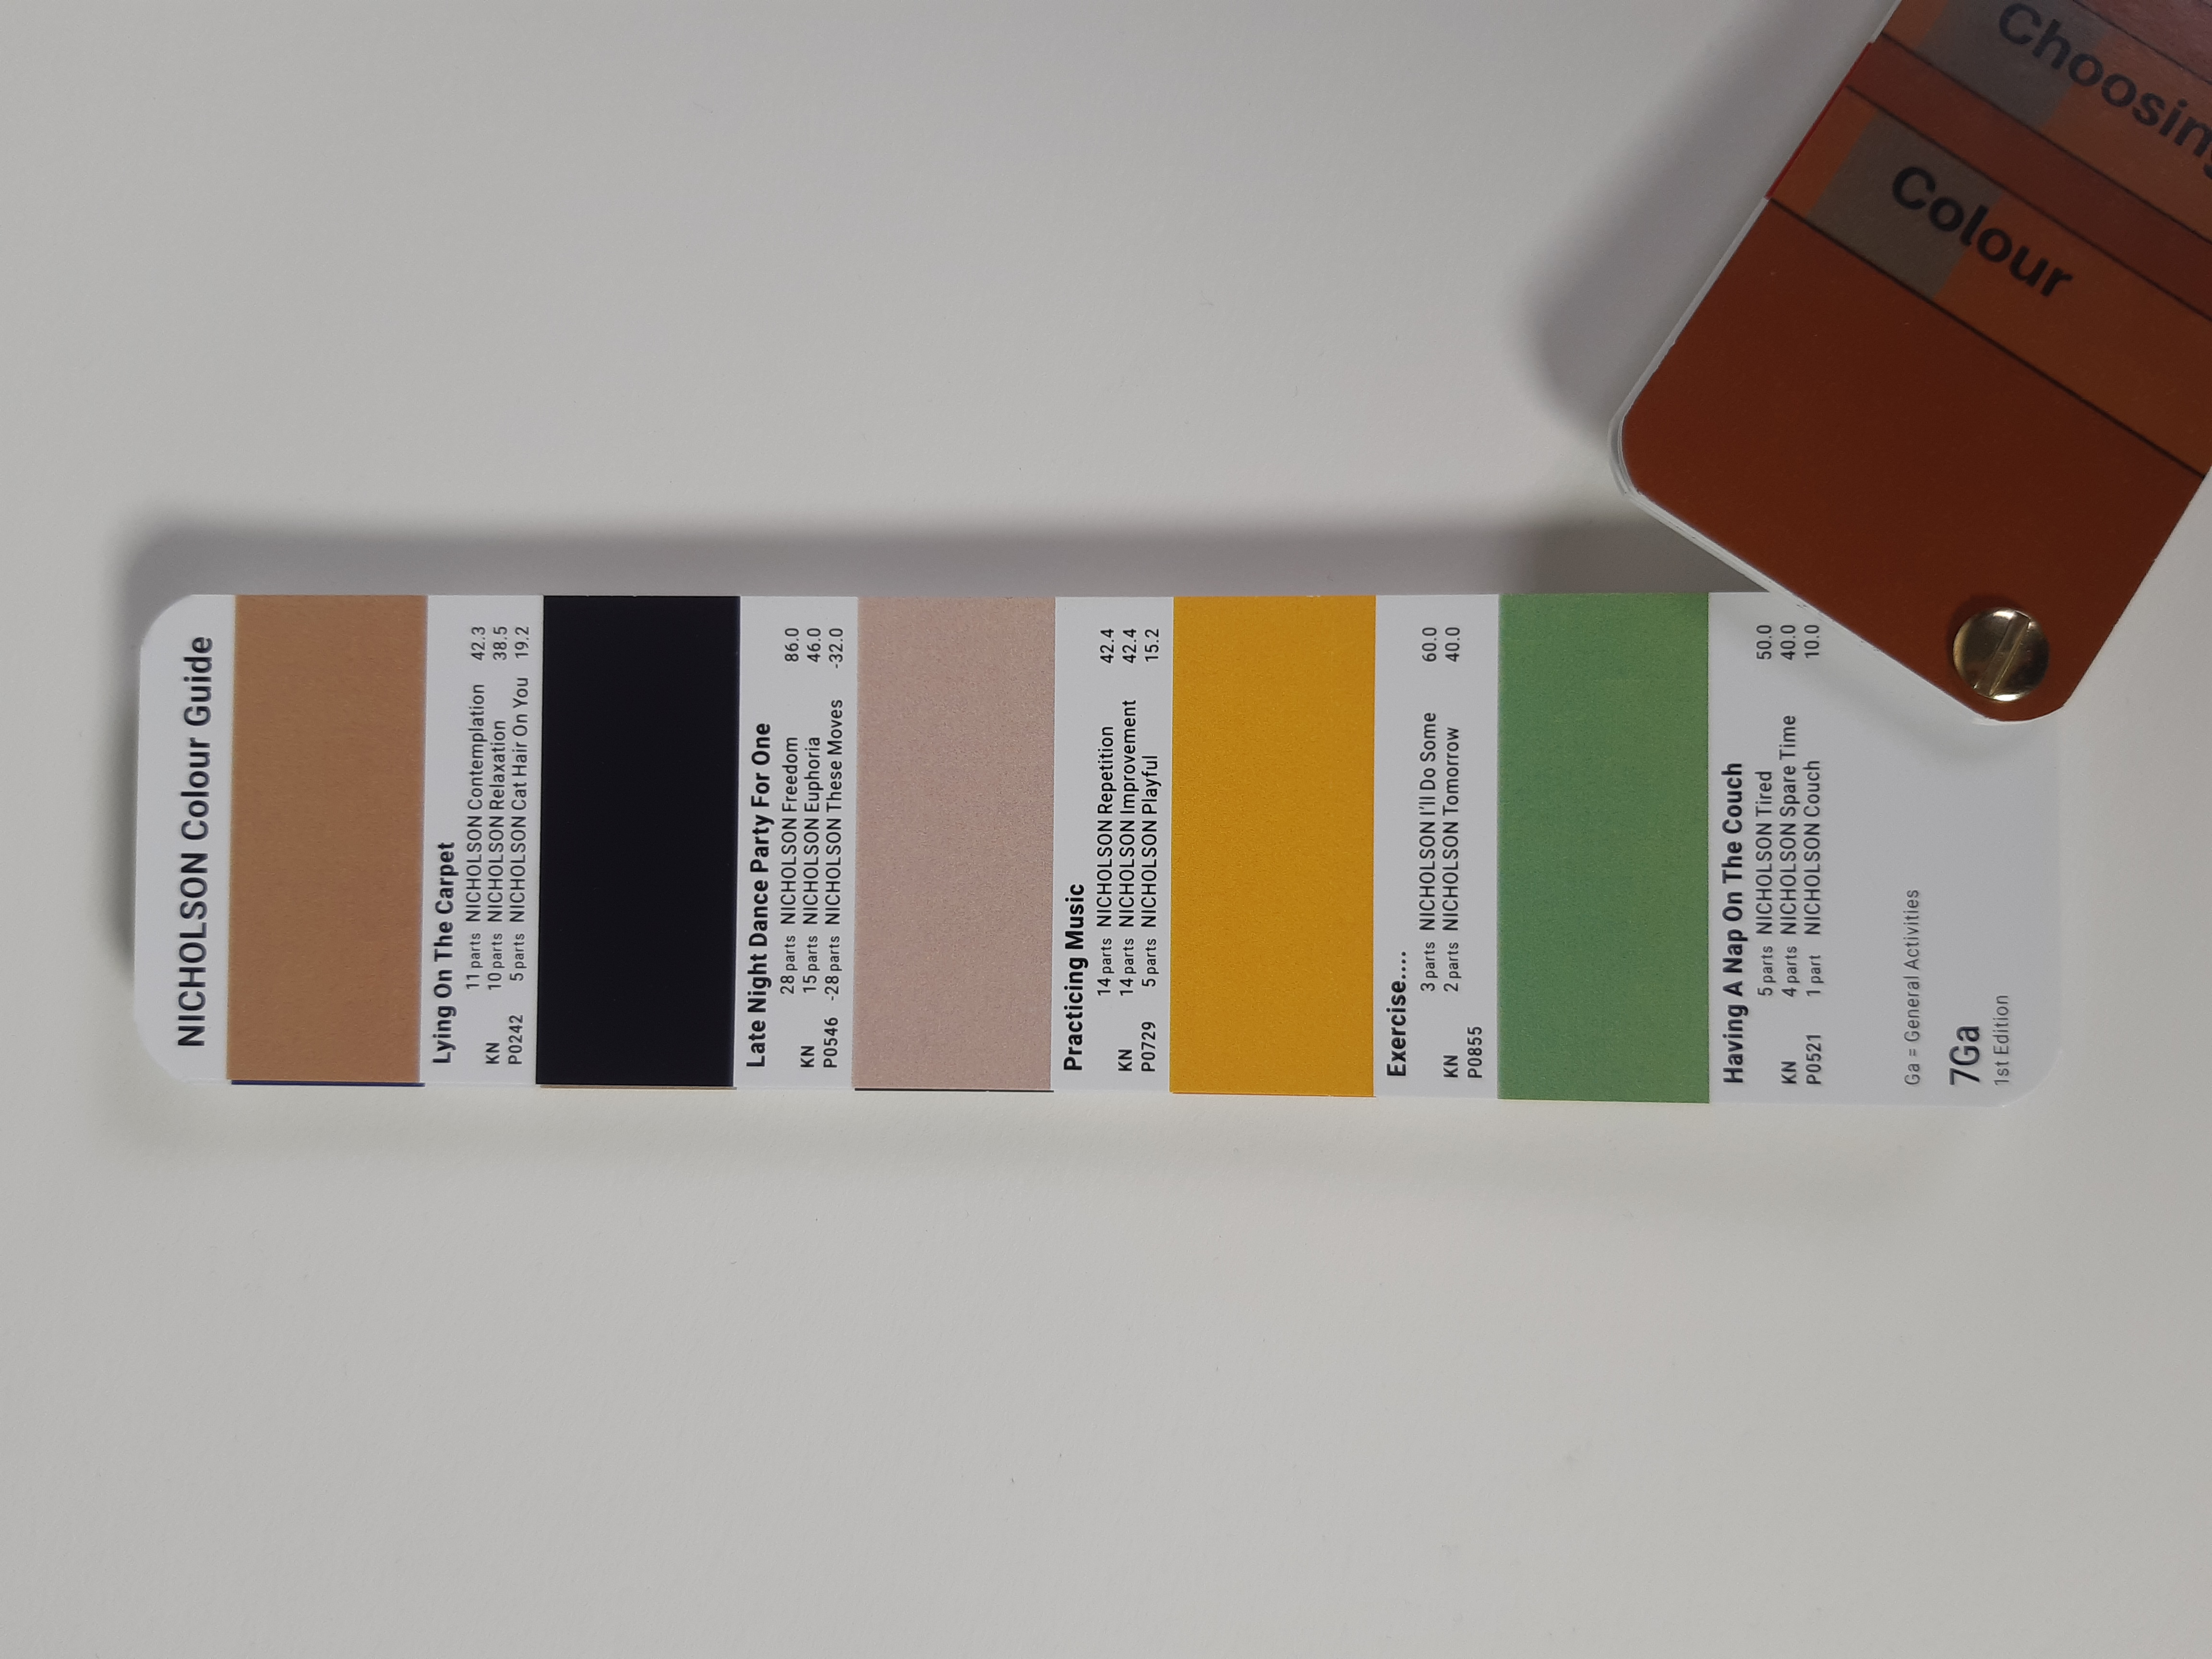 NICHOLSON Colour Guide
Lying On The Carpet
11 parts NICHOLSON Contemplation 42.3
KN 10 parts NICHOLSON Relaxation 38.5
P0242 5 parts NICHOLSON Cat Hair On You 19.2
Late Night Dance Party For One
28 parts NICHOLSON Freedom 86.0
KN 15 parts NICHOLSON Euphoria 46.0
P0546 -28 parts NICHOLSON These Moves -32.0
Practicing Music
14 parts NICHOLSON Repetition 42.4
KN 14 parts NICHOLSON Improvement 42.4
P0729 5 parts NICHOLSON Playful 15.2
Exercise....
3 parts NICHOLSON I'll Do Some 60.0
KN 2 parts NICHOLSON Tomorrow 40.0
P0855
Having A Nap On The Couch
5 parts NICHOLSON Tired 50.0
KN 4 parts NICHOLSON Spare Time 40.0
P0521 1 part NICHOLSON Couch 10.0
Ga = General Activities
7Ga
1st Edition
Colour